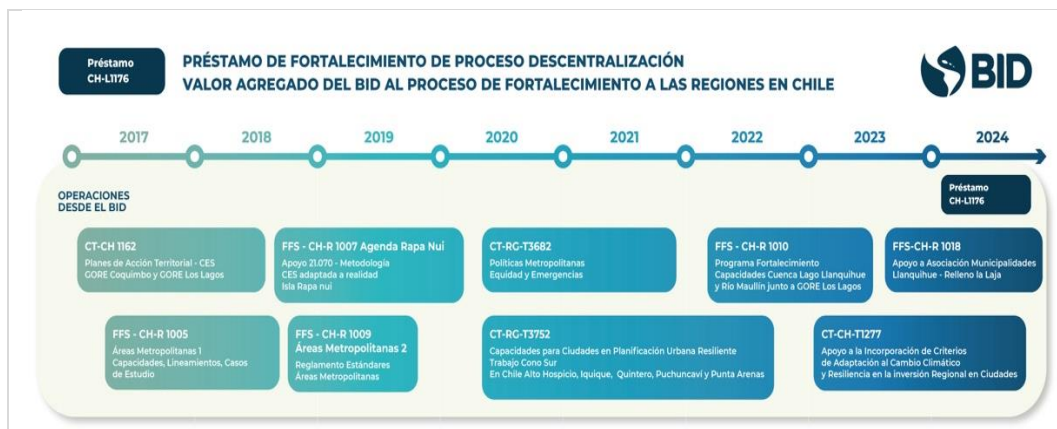 Préstamo
CH-L1176
PRÉSTAMO DE FORTALECIMIENTO DE PROCESO DESCENTRALIZACIÓN
VALOR AGREGADO DEL BID AL PROCESO DE FORTALECIMIENTO A LAS REGIONES EN CHILE
BID
2017
2018
2019
2020
2021
2022
2023
2024
OPERACIONES
DESDE EL BID
Préstamo
CH-L1176
CT-CH 1162
Planes de Acción Territorial - CES
GORE Coquimbo y GORE Los Lagos
FFS - CH-R 1007 Agenda Rapa Nui
Apoyo 21.070 - Metodología
CES adaptada a realidad
Isla Rapa nui
CT-RG-T3682
Políticas Metropolitanas
Equidad y Emergencias
FFS - CH-R 1010
Programa Fortalecimiento
Capacidades Cuenca Lago Llanquihue
y Río Maullín junto a GORE Los Lagos
FFS-CH-R 1018
Apoyo a Asociación Municipalidades
Llanquihue - Relleno la Laja
FFS - CH-R 1005
Áreas Metropolitanas 1
Capacidades, Lineamientos, Casos
de Estudio
FFS - CH-R 1009
Áreas Metropolitanas 2
Reglamento Estándares
Áreas Metropolitanas
CT-RG-T3752
Capacidades para Ciudades en Planificación Urbana Resiliente
Trabajo Cono Sur
En Chile Alto Hospicio, Iquique, Quintero, Puchuncaví y Punta Arenas
CT-CH-T1277
Apoyo a la Incorporación de Criterios
de Adaptación al Cambio Climático
y Resiliencia en la inversión Regional en Ciudades